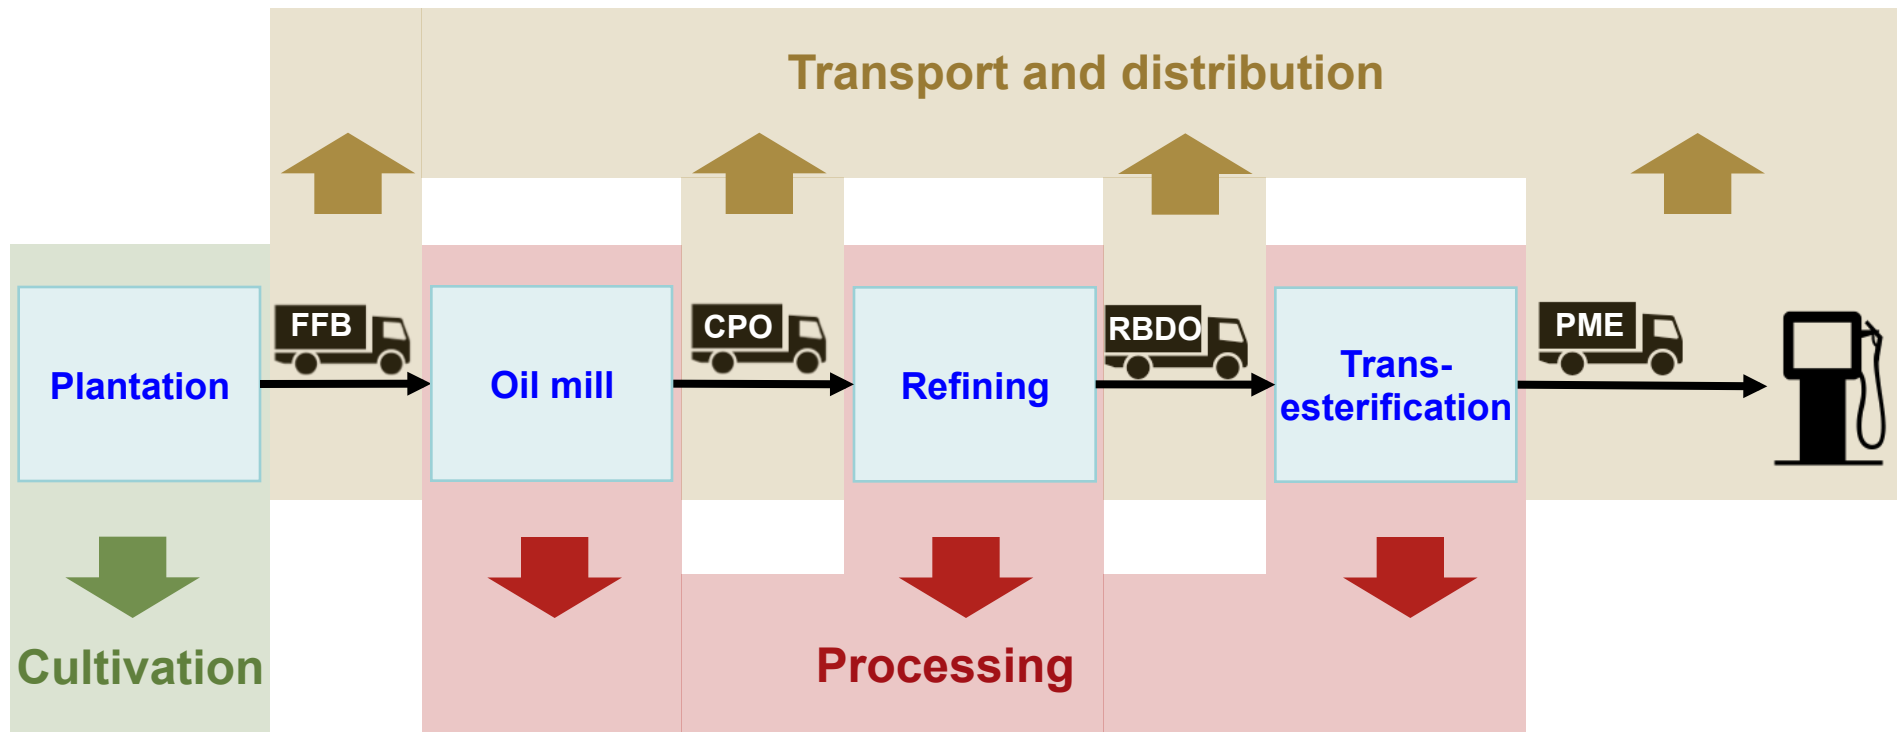 Transport and distribution
FFB
CPO
RBDO
PME
Plantation
Oil mill
Refining
Trans-
esterification
Cultivation
Processing